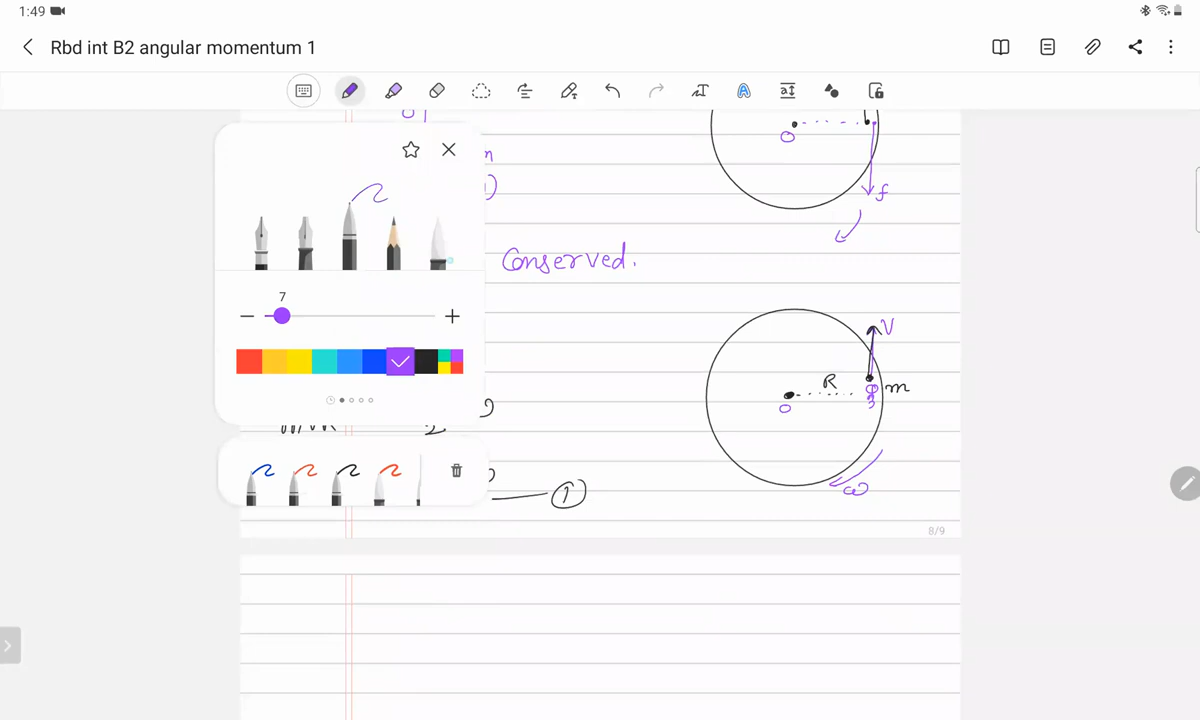 1:49
Rbd int B2 angular momentum 1
O
f
7
Conserved.
V
R
m
O
ω
①
8/9